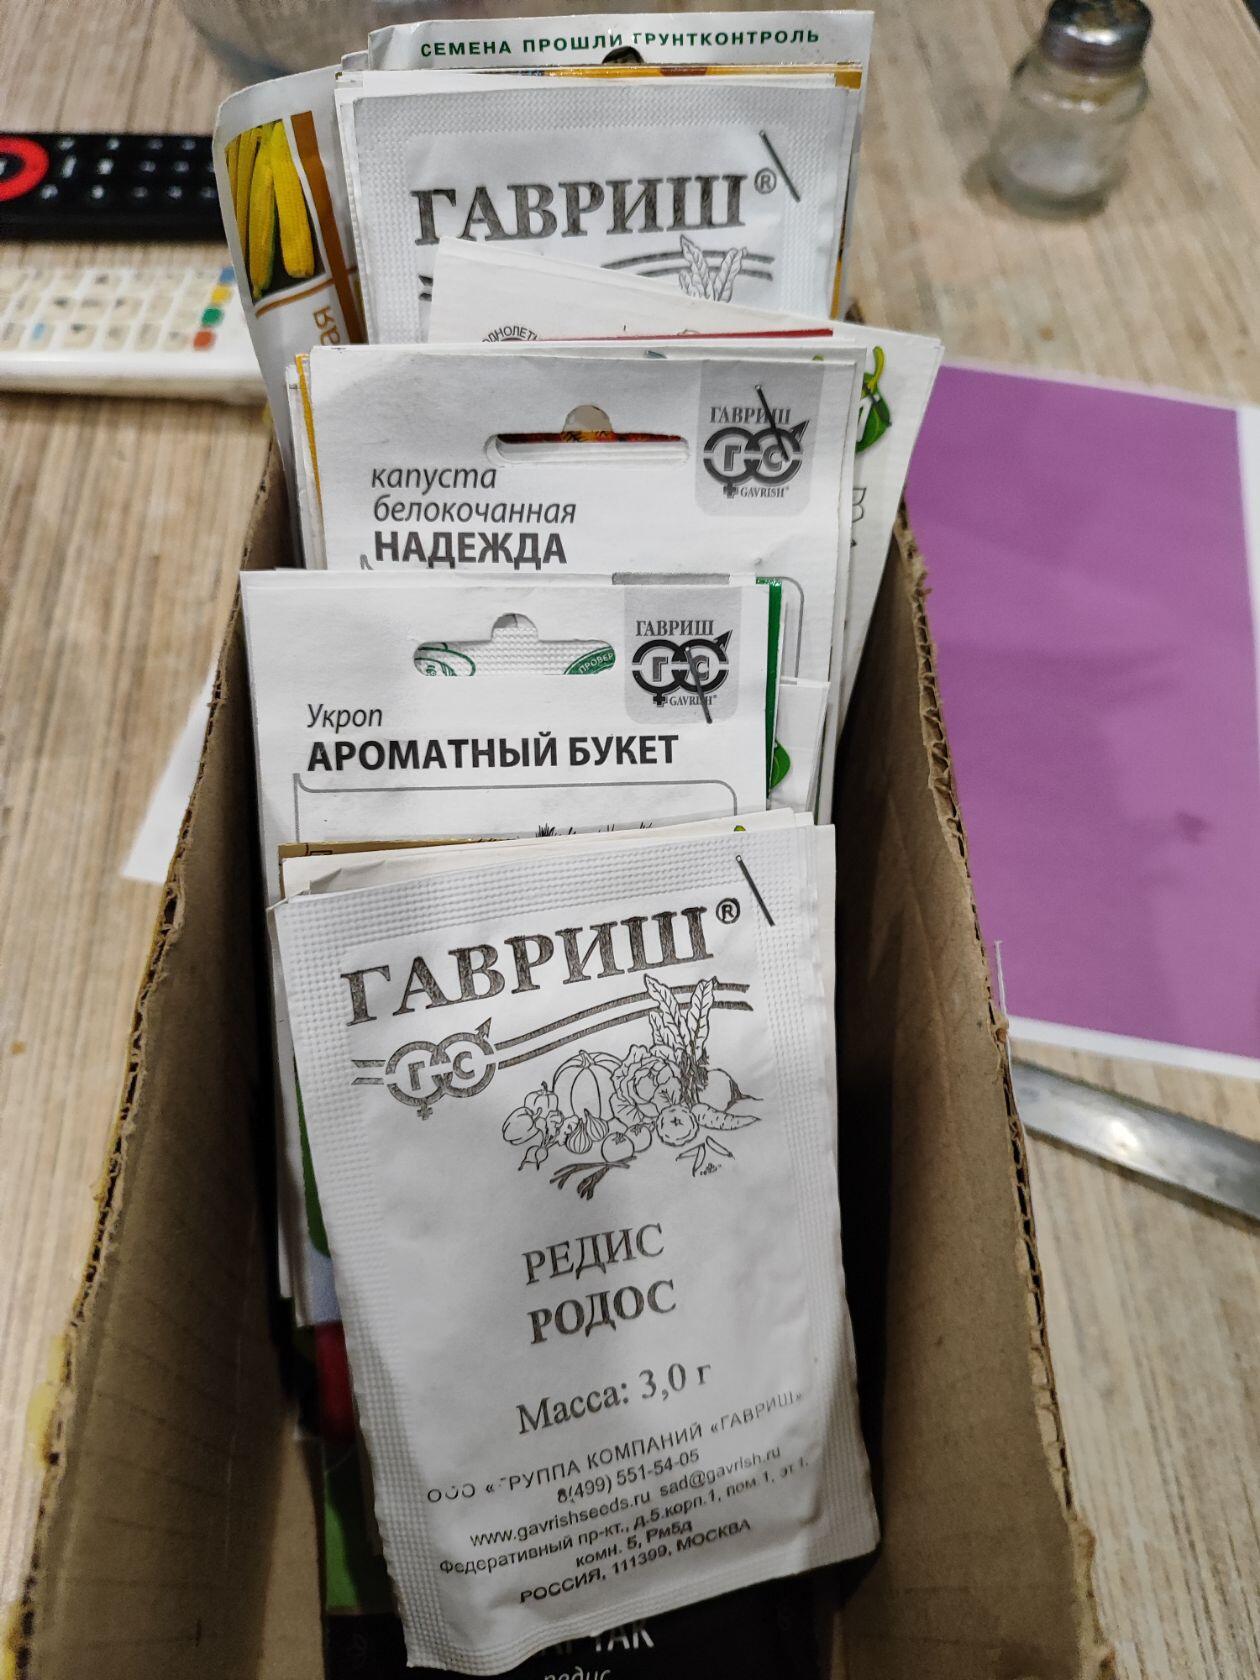 СЕМЕНА ПРОШЛИ ГРУНТКОНТРОЛЬ
ГАВРИШ®
ГАВРИШ
ГС
GAVRISH®
капуста
белокочанная
НАДЕЖДА
ГАВРИШ
ГС
GAVRISH®
ПРОВЕР
Укроп
АРОМАТНЫЙ БУКЕТ
ГАВРИШ®
ГС
РЕДИС
РОДОС
Масса: 3,0 г
ООО «ГРУППА КОМПАНИЙ «ГАВРИШ»
8(499) 551-54-05
www.gavrishseeds.ru sad@gavrish.ru
Федеративный пр-кт., д.5.корп.1, пом. 1, эт 1,
комн. 5, Рм5д
РОССИЯ, 111399, МОСКВА
редис